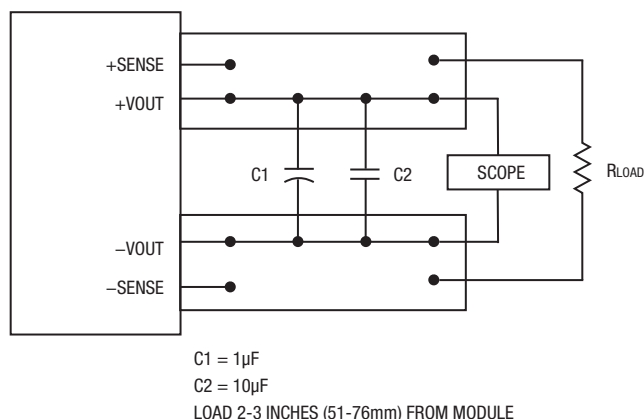 +SENSE
+VOUT
C1
C2
SCOPE
RLOAD
−VOUT
−SENSE
C1 = 1µF
C2 = 10µF
LOAD 2-3 INCHES (51-76mm) FROM MODULE